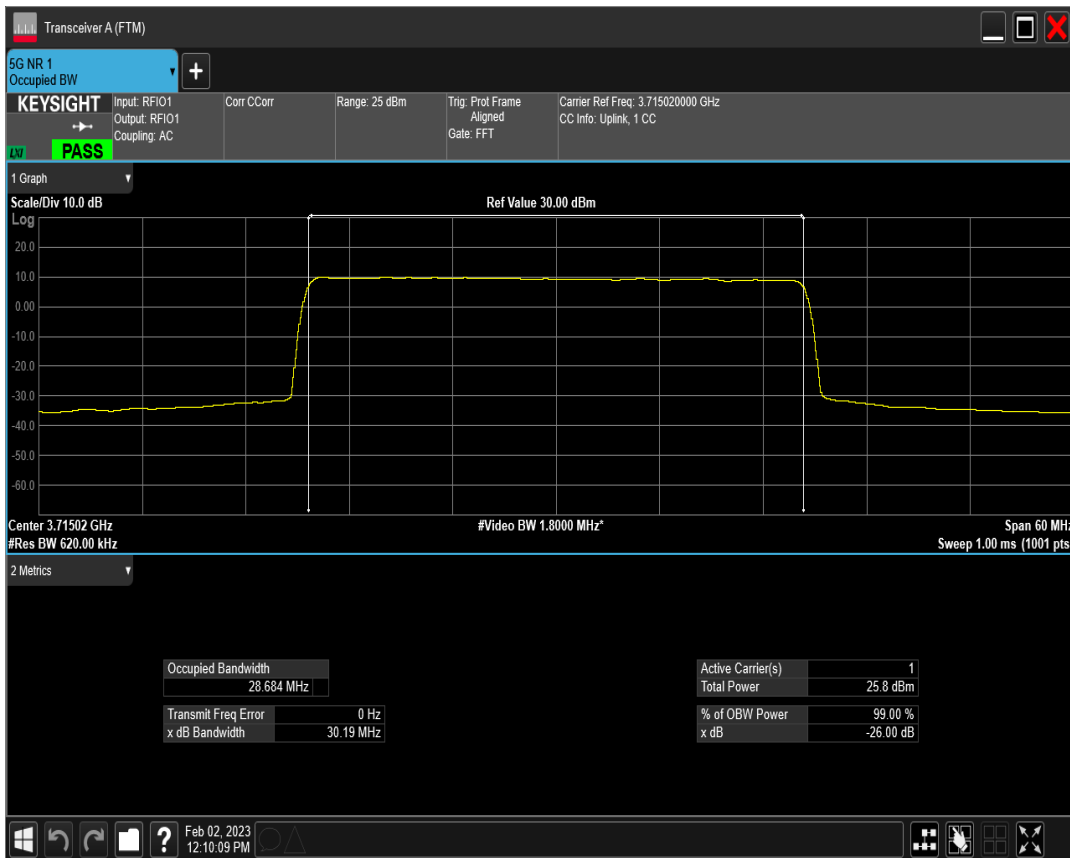 Transceiver A (FTM)
5G NR 1
Occupied BW
+
KEYSIGHT
LXI
PASS
Input: RFIO1
Output: RFIO1
Coupling: AC
Corr CCorr
Range: 25 dBm
Trig: Prot Frame
Aligned
Gate: FFT
Carrier Ref Freq: 3.715020000 GHz
CC Info: Uplink, 1 CC
1 Graph
Scale/Div 10.0 dB
Ref Value 30.00 dBm
Log
20.0
10.0
0.00
-10.0
-20.0
-30.0
-40.0
-50.0
-60.0
Center 3.71502 GHz
#Video BW 1.8000 MHz*
Span 60 MHz
#Res BW 620.00 kHz
Sweep 1.00 ms (1001 pts
2 Metrics
Occupied Bandwidth
28.684 MHz
Transmit Freq Error 0 Hz
x dB Bandwidth 30.19 MHz
Active Carrier(s) 1
Total Power 25.8 dBm
% of OBW Power 99.00 %
x dB -26.00 dB
?
Feb 02, 2023
12:10:09 PM